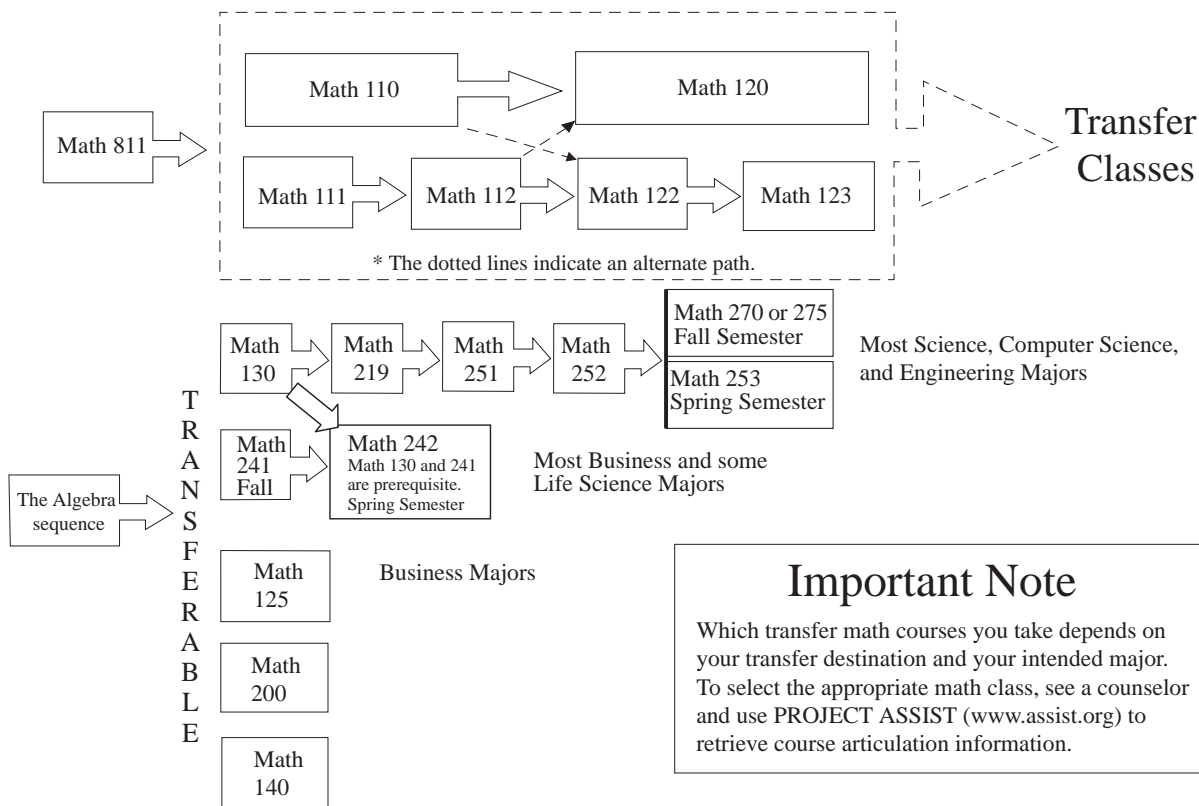 Math 110
Math 120
Math 811
Transfer
Classes
Math 111
Math 112
Math 122
Math 123
* The dotted lines indicate an alternate path.
Math
130
Math
219
Math
251
Math
252
Math 270 or 275
Fall Semester
Math 253
Spring Semester
Most Science, Computer Science,
and Engineering Majors
TRANSFERABLE
Math
241
Fall
Math 242
Math 130 and 241
are prerequisite.
Spring Semester
Most Business and some
Life Science Majors
The Algebra
sequence
Math
125
Business Majors
Math
200
Math
140
Important Note
Which transfer math courses you take depends on
your transfer destination and your intended major.
To select the appropriate math class, see a counselor
and use PROJECT ASSIST (www.assist.org) to
retrieve course articulation information.